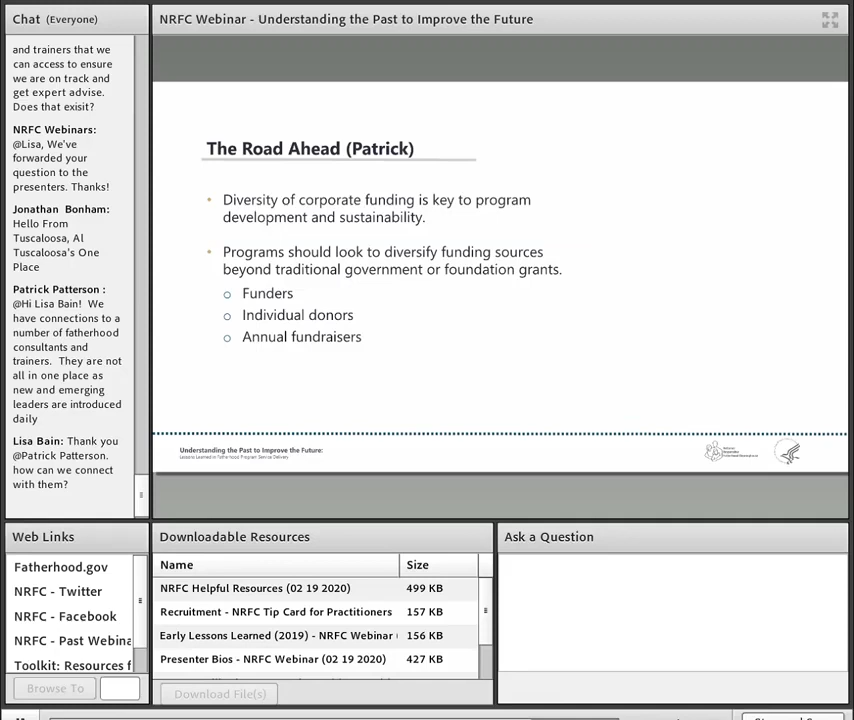 Chat (Everyone)
and trainers that we
can access to ensure
we are on track and
get expert advise.
Does that exisit?
NRFC Webinars:
@Lisa, We've
forwarded your
question to the
presenters. Thanks!
Jonathan Bonham:
Hello From
Tuscaloosa, Al
Tuscaloosa's One
Place
Patrick Patterson :
@Hi Lisa Bain! We
have connections to a
number of fatherhood
consultants and
trainers. They are not
all in one place as
new and emerging
leaders are introduced
daily
Lisa Bain: Thank you
@Patrick Patterson.
how can we connect
with them?
NRFC Webinar - Understanding the Past to Improve the Future
The Road Ahead (Patrick)
• Diversity of corporate funding is key to program
development and sustainability.
• Programs should look to diversify funding sources
beyond traditional government or foundation grants.
o Funders
o Individual donors
o Annual fundraisers
Understanding the Past to Improve the Future:
Lessons Learned in Fatherhood Program Service Delivery
Web Links
Fatherhood.gov
NRFC - Twitter
NRFC - Facebook
NRFC - Past Webina
Toolkit: Resources f
Browse To
Downloadable Resources
Name Size
NRFC Helpful Resources (02 19 2020) 499 KB
Recruitment - NRFC Tip Card for Practitioners 157 KB
Early Lessons Learned (2019) - NRFC Webinar 156 KB
Presenter Bios - NRFC Webinar (02 19 2020) 427 KB
Download File(s)
Ask a Question